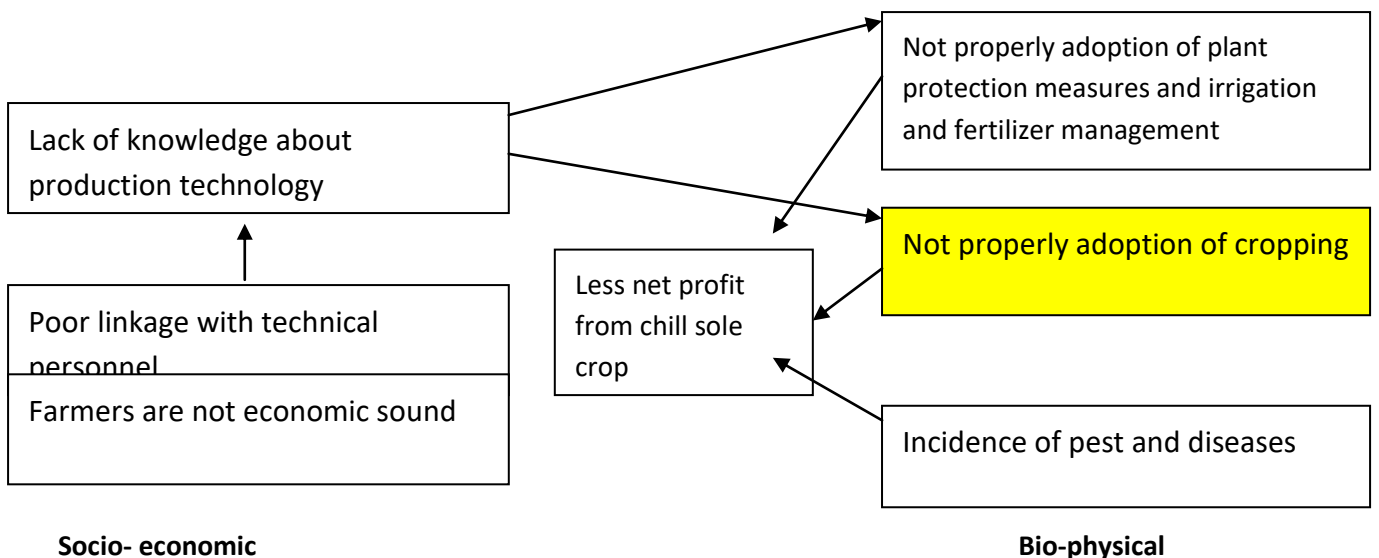 Not properly adoption of plant
protection measures and irrigation
and fertilizer management
Lack of knowledge about
production technology
Not properly adoption of cropping
Less net profit
from chill sole
crop
Poor linkage with technical
personnel
Farmers are not economic sound
Incidence of pest and diseases
Socio- economic
Bio-physical